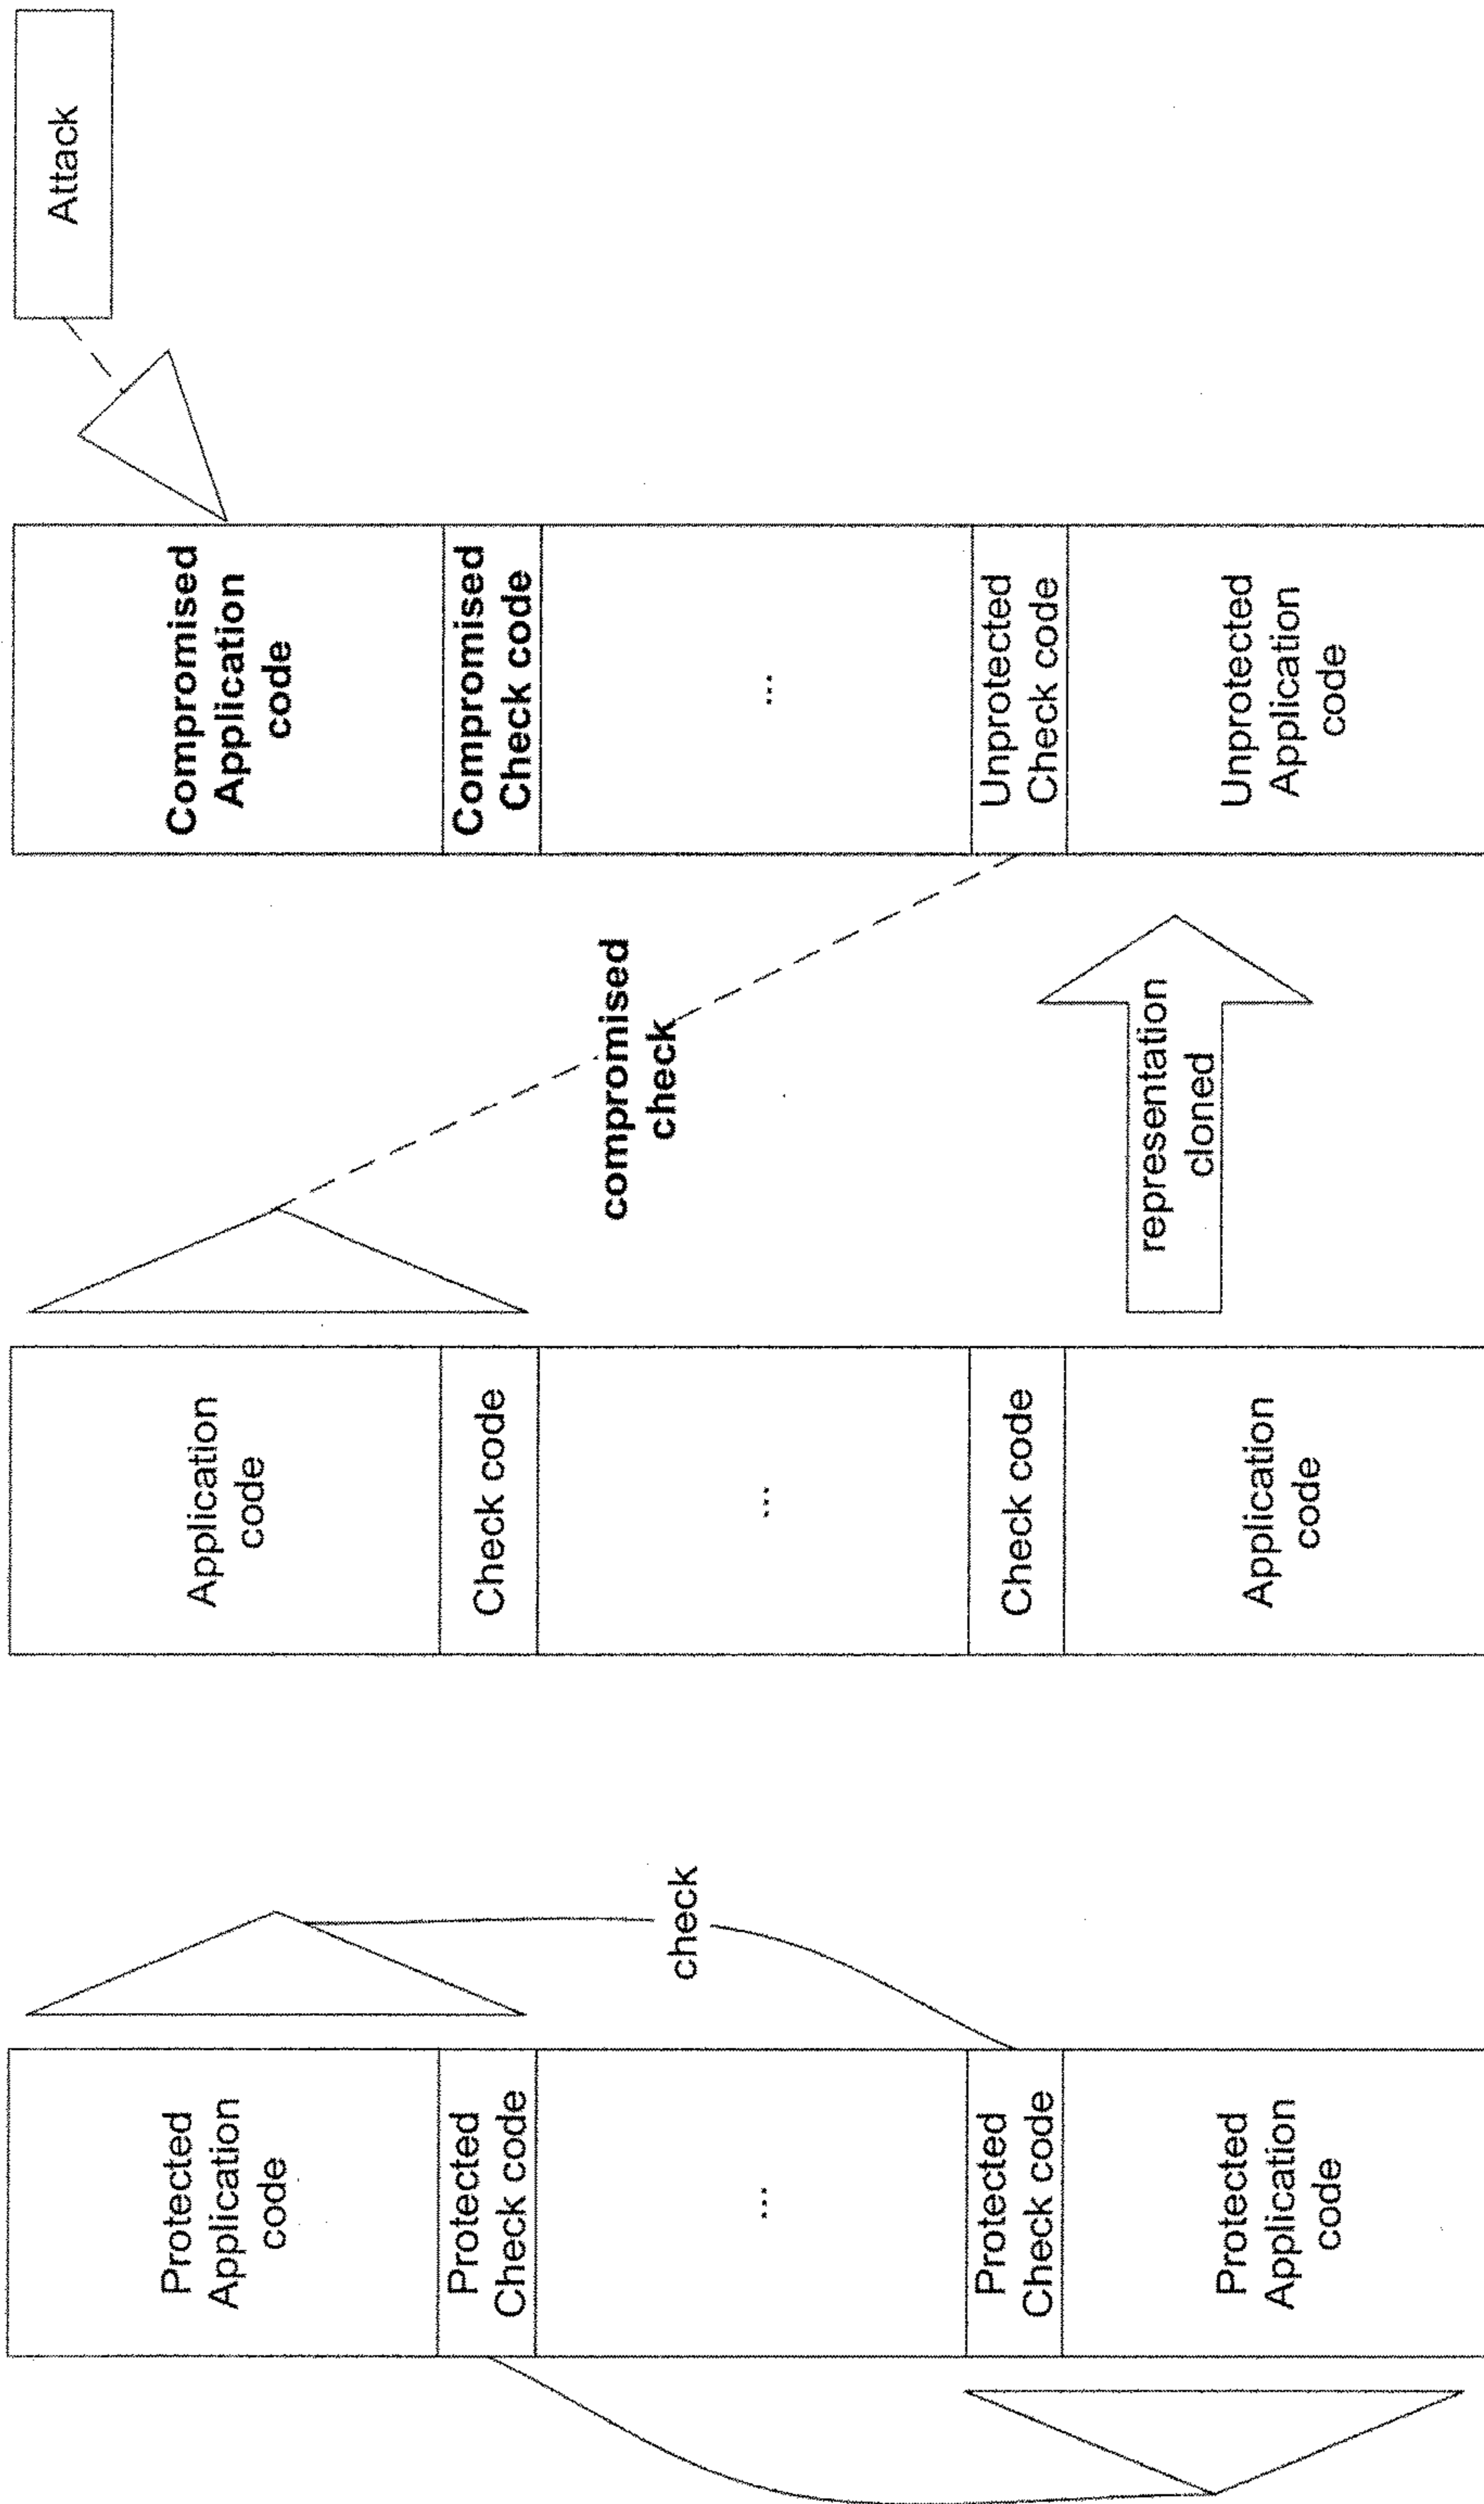 Protected
Application
code
Protected
Check code
...
Protected
Check code
Protected
Application
code
check
Application
code
Check code
...
Check code
Application
code
compromised
check
representation
cloned
Compromised
Application
code
Compromised
Check code
...
Unprotected
Check code
Unprotected
Application
code
Attack